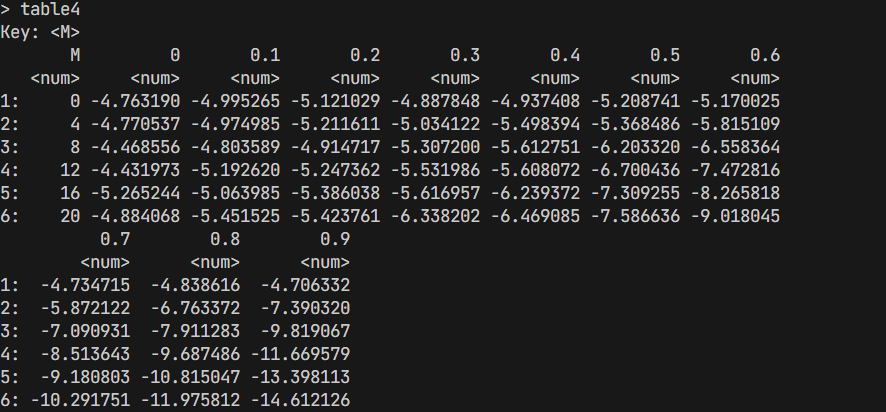 > table4
Key: <M>
       M         0       0.1       0.2       0.3       0.4       0.5       0.6
   <num>     <num>     <num>     <num>     <num>     <num>     <num>     <num>
1:     0 -4.763190 -4.995265 -5.121029 -4.887848 -4.937408 -5.208741 -5.170025
2:     4 -4.770537 -4.974985 -5.211611 -5.034122 -5.498394 -5.368486 -5.815109
3:     8 -4.468556 -4.803589 -4.914717 -5.307200 -5.612751 -6.203320 -6.558364
4:    12 -4.431973 -5.192620 -5.247362 -5.531986 -5.608072 -6.700436 -7.472816
5:    16 -5.265244 -5.063985 -5.386038 -5.616957 -6.239372 -7.309255 -8.265818
6:    20 -4.884068 -5.451525 -5.423761 -6.338202 -6.469085 -7.586636 -9.018045
          0.7        0.8        0.9
        <num>      <num>      <num>
1:  -4.734715  -4.838616  -4.706332
2:  -5.872122  -6.763372  -7.390320
3:  -7.090931  -7.911283  -9.819067
4:  -8.513643  -9.687486 -11.669579
5:  -9.180803 -10.815047 -13.398113
6: -10.291751 -11.975812 -14.612126